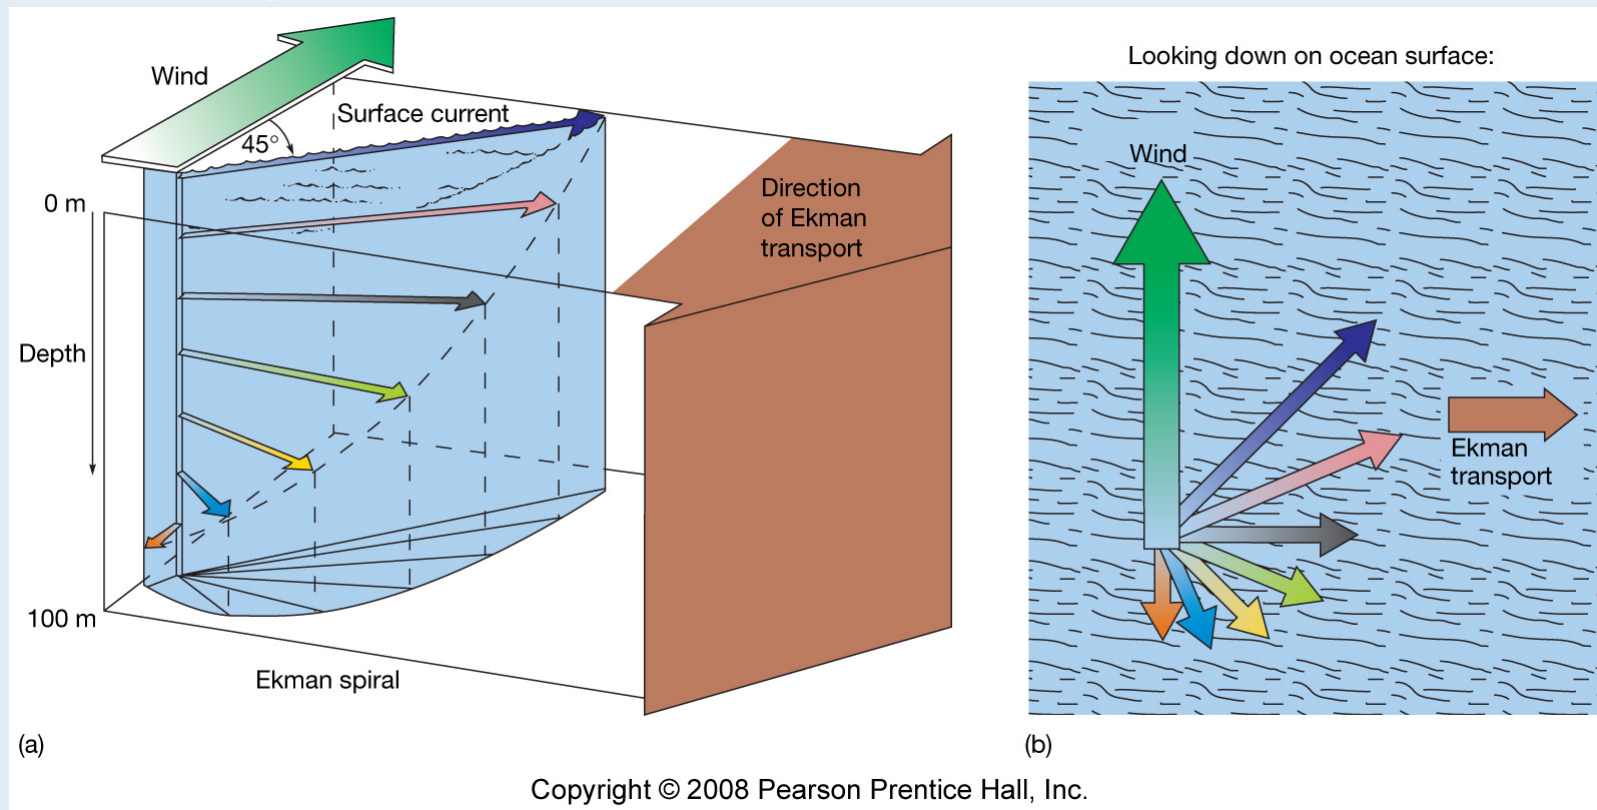 Wind
Surface current
45°
0 m
Depth
100 m
Direction
of Ekman
transport
Ekman spiral
(a)
Looking down on ocean surface:
Wind
Ekman
transport
(b)
Copyright © 2008 Pearson Prentice Hall, Inc.